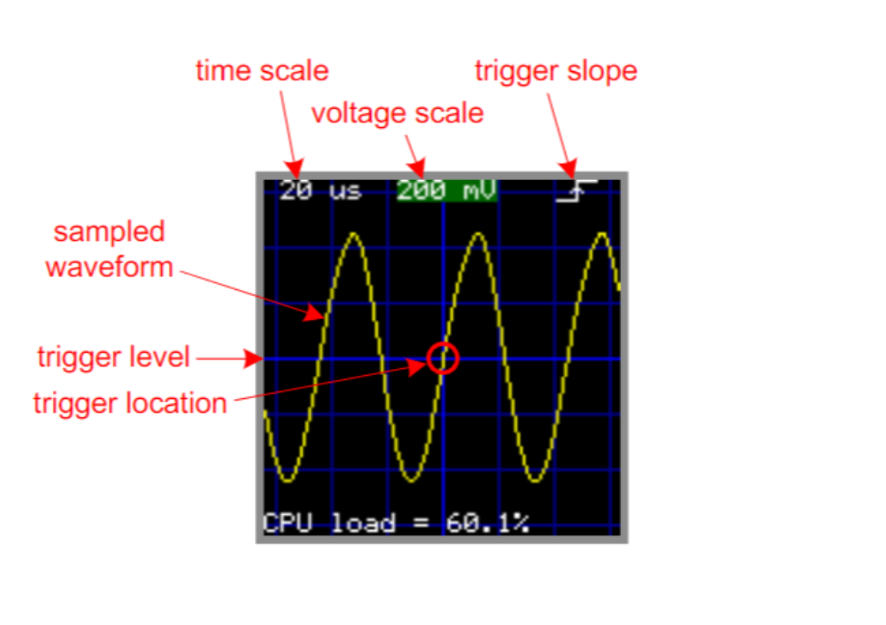 time scale
trigger slope
voltage scale
20 us 200 mV
sampled
waveform
trigger level
trigger location
CPU load = 60.1%